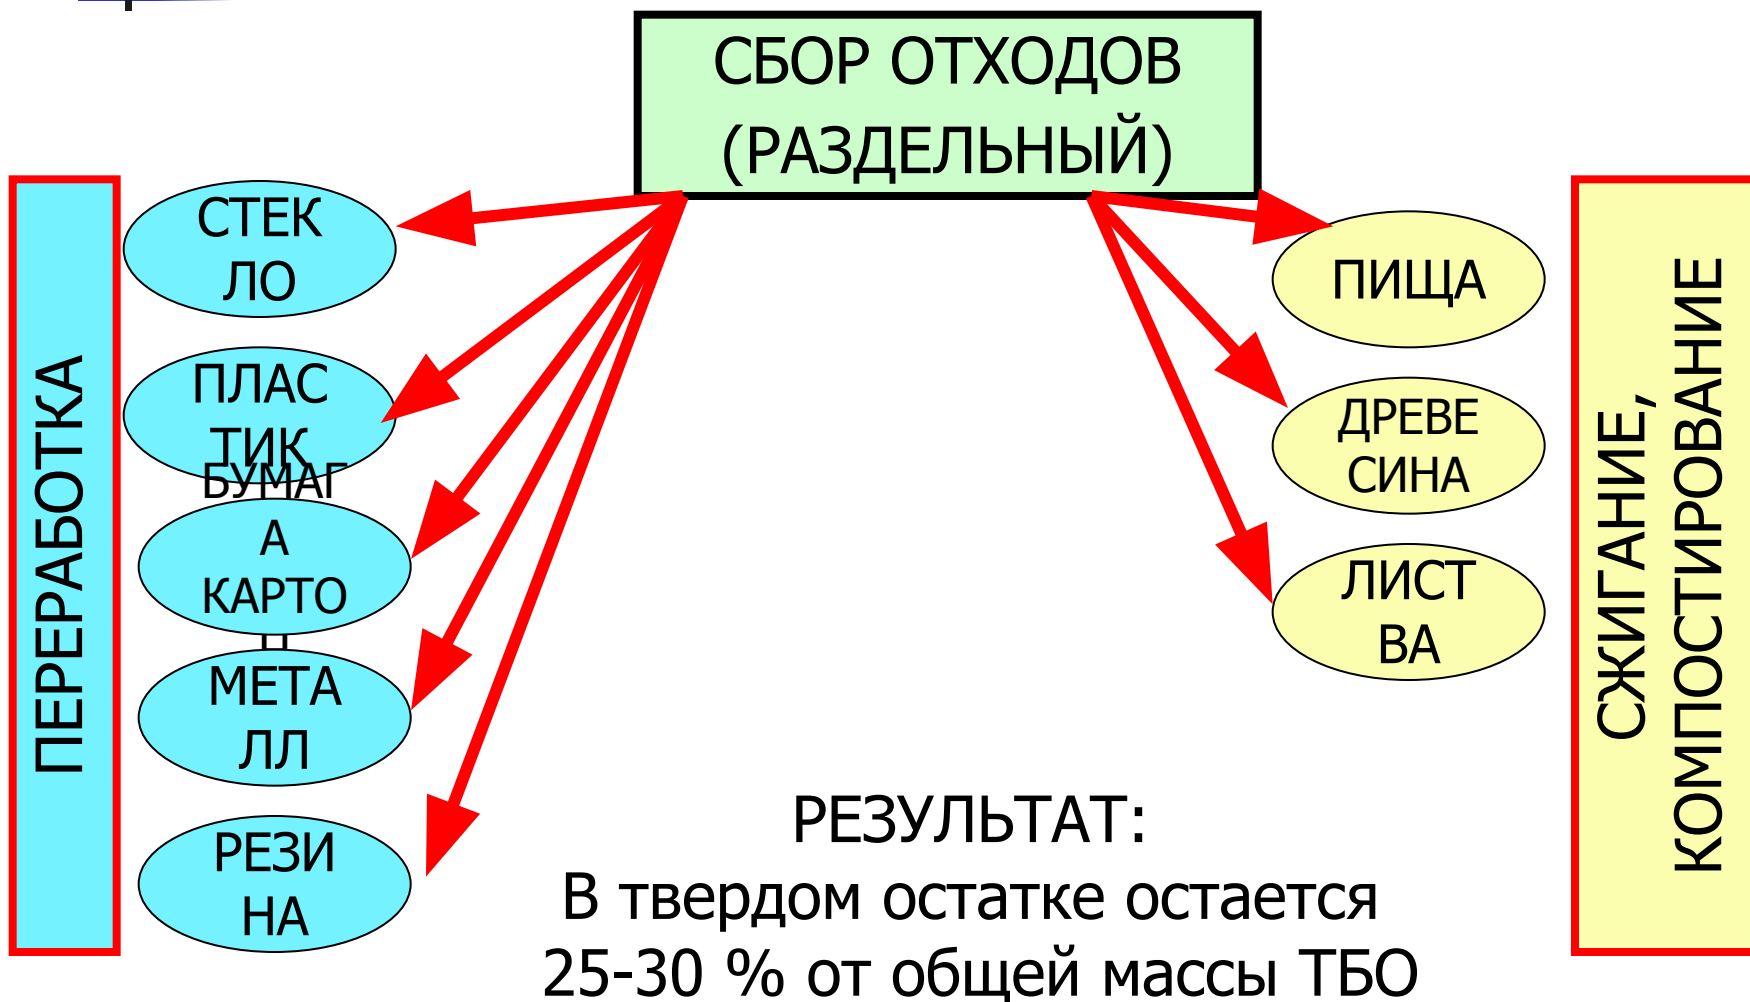 СБОР ОТХОДОВ
(РАЗДЕЛЬНЫЙ)
ПЕРЕРАБОТКА
СТЕК
ЛО
ПЛАС
ТИК
БУМАГ
А
КАРТО
Н
МЕТА
ЛЛ
РЕЗИ
НА
ПИЩА
ДРЕВЕ
СИНА
ЛИСТ
ВА
СЖИГАНИЕ,
КОМПОСТИРОВАНИЕ
РЕЗУЛЬТАТ:
В твердом остатке остается
25-30 % от общей массы ТБО